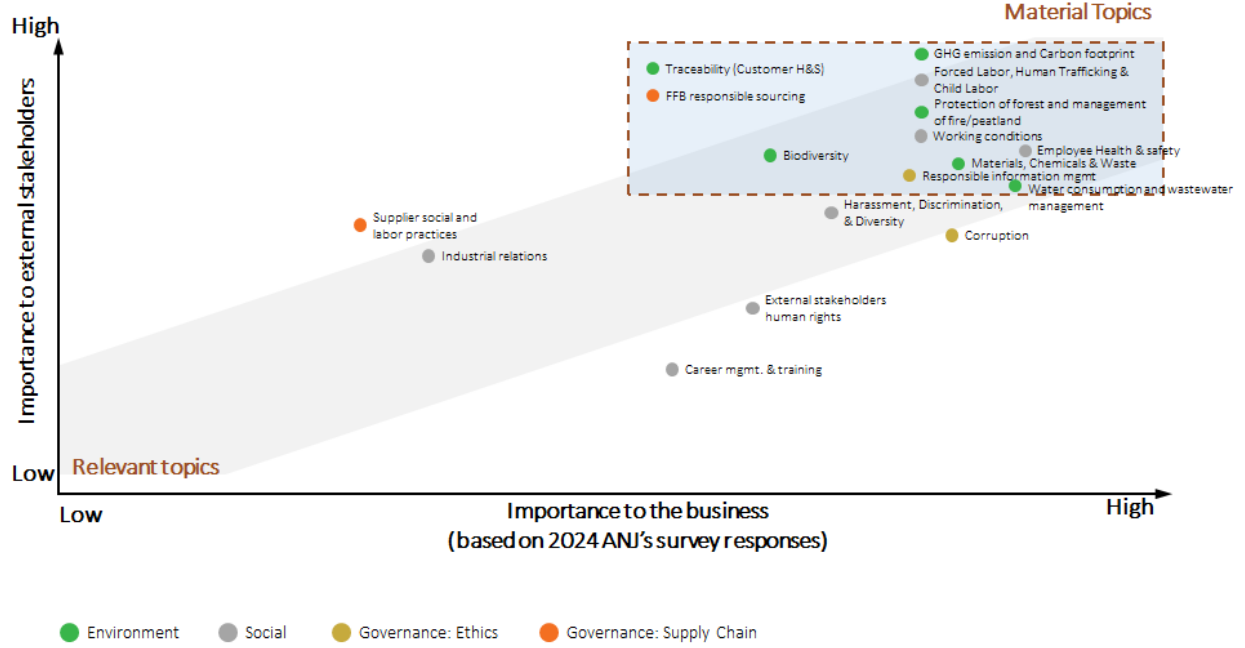 Material Topics
High
Importance to external stakeholders
GHG emission and Carbon footprint
Traceability (Customer H&S)
Forced Labor, Human Trafficking &
Child Labor
FFB responsible sourcing
Protection of forest and management
of fire/peatland
Working conditions
Employee Health & safety
Biodiversity
Materials, Chemicals & Waste
Responsible information mgmt
Water consumption and wastewater
management
Harassment, Discrimination,
& Diversity
Supplier social and
labor practices
Corruption
Industrial relations
External stakeholders
human rights
Career mgmt. & training
Relevant topics
Low
Low
Importance to the business
(based on 2024 ANJ’s survey responses)
High
Environment
Social
Governance: Ethics
Governance: Supply Chain